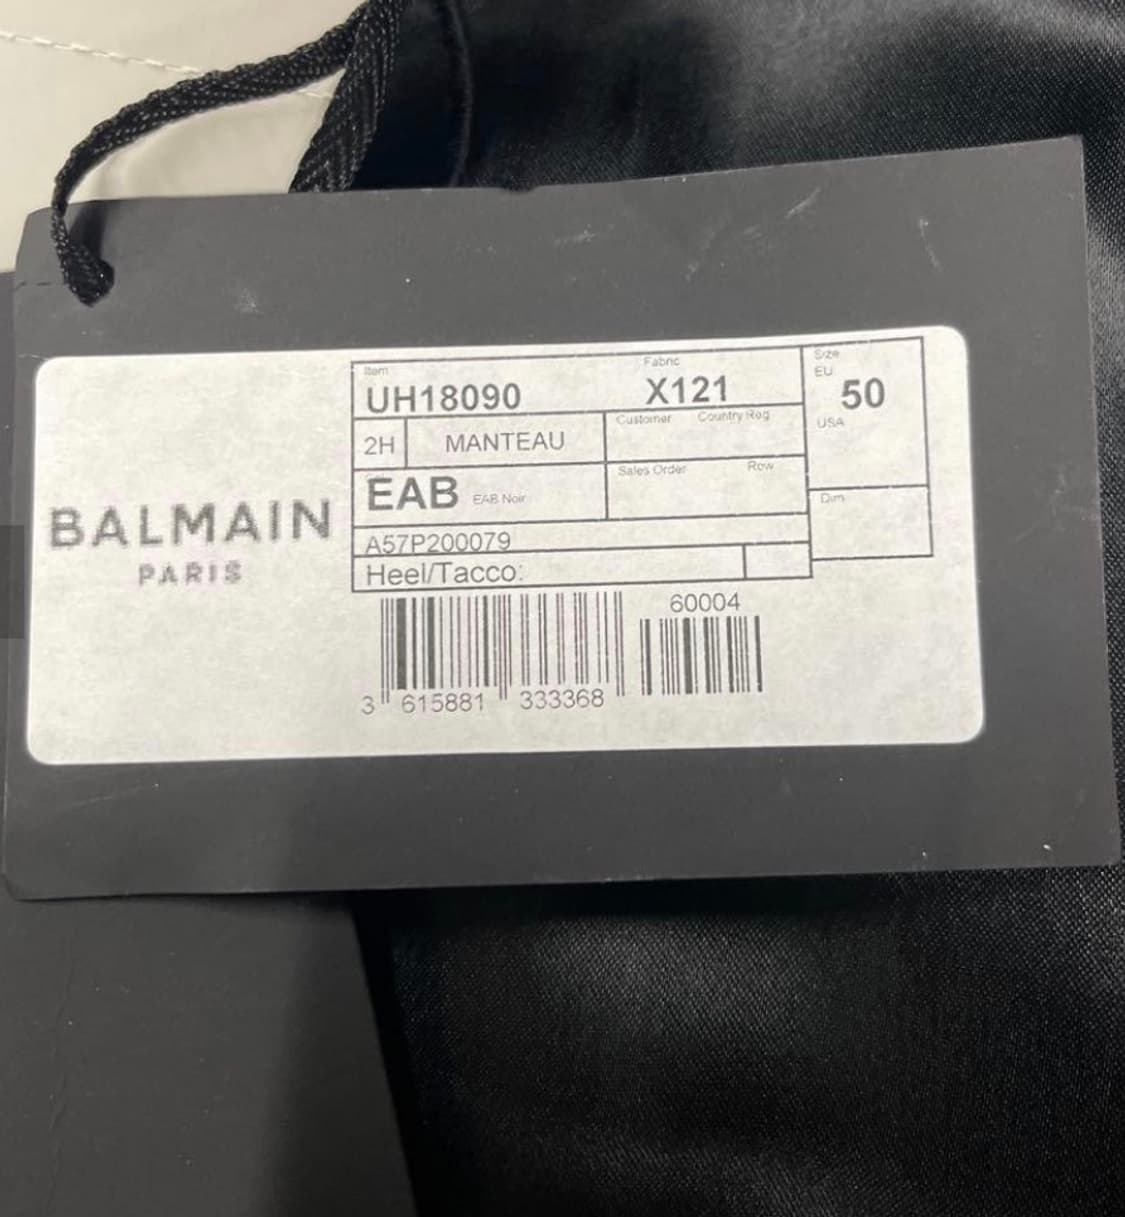 BALMAIN
PARIS
Item
UH18090
Fabric
X121
Size
EU
50
USA
2H
MANTEAU
Customer
Country Rog
EAB
EAB Noir
Sales Order
Row
Dim
A57P200079
Heel/Tacco:
60004
3 615881 333368